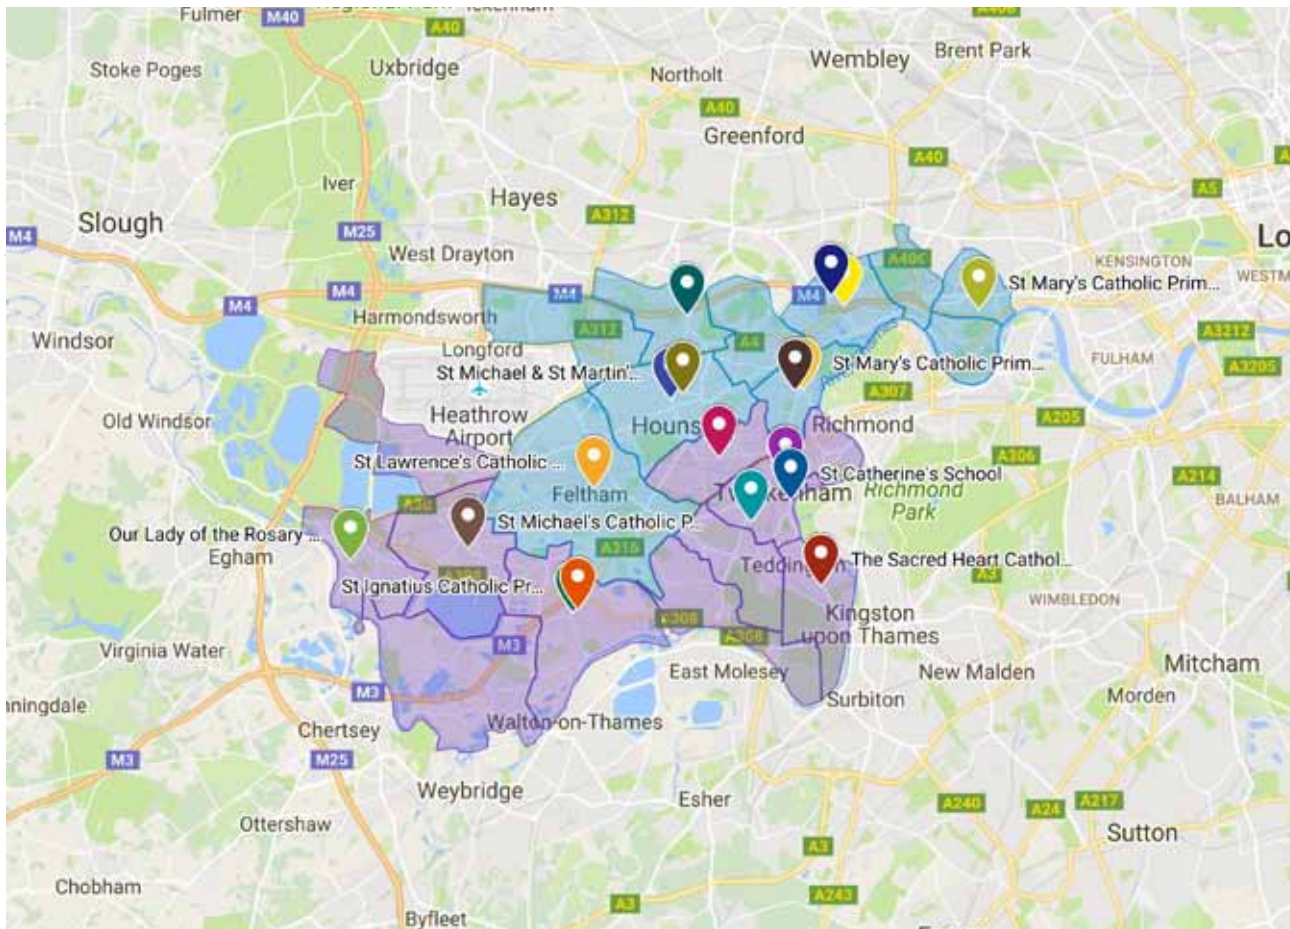 Fulmer
M40
A40
Stoke Poges
Uxbridge
Northolt
Wembley
Brent Park
A40
Greenford
A40
Iver
Hayes
A5
Slough
A312
M4
M25
West Drayton
Lo
KENSINGTON
WESTM
A40
M4
M4
M4
M4
St Mary's Catholic Prim...
Harmondsworth
A312
A4
A3212
Windsor
Longford
FULHAM
A3205
St Michael & St Martin'...
St Mary's Catholic Prim...
A307
Old Windsor
Heathrow
Airport
Houns
Richmond
A205
St Lawrence's Catholic ...
A306
St Catherine's School
A214
Feltham
Richmond
Park
BALHAM
Our Lady of the Rosary ...
St Michael's Catholic P...
Egham
A316
Teddington
The Sacred Heart Cathol...
St Ignatius Catholic Pr...
A3
WIMBLEDON
Kingston
upon Thames
A308
A308
M3
Virginia Water
East Molesey
New Malden
Mitcham
M3
Surbiton
Morden
nningdale
Walton-on-Thames
Chertsey
M3
M25
Weybridge
Esher
A240
A24
A217
Ottershaw
Sutton
A3
Chobham
A243
A3
Byfleet